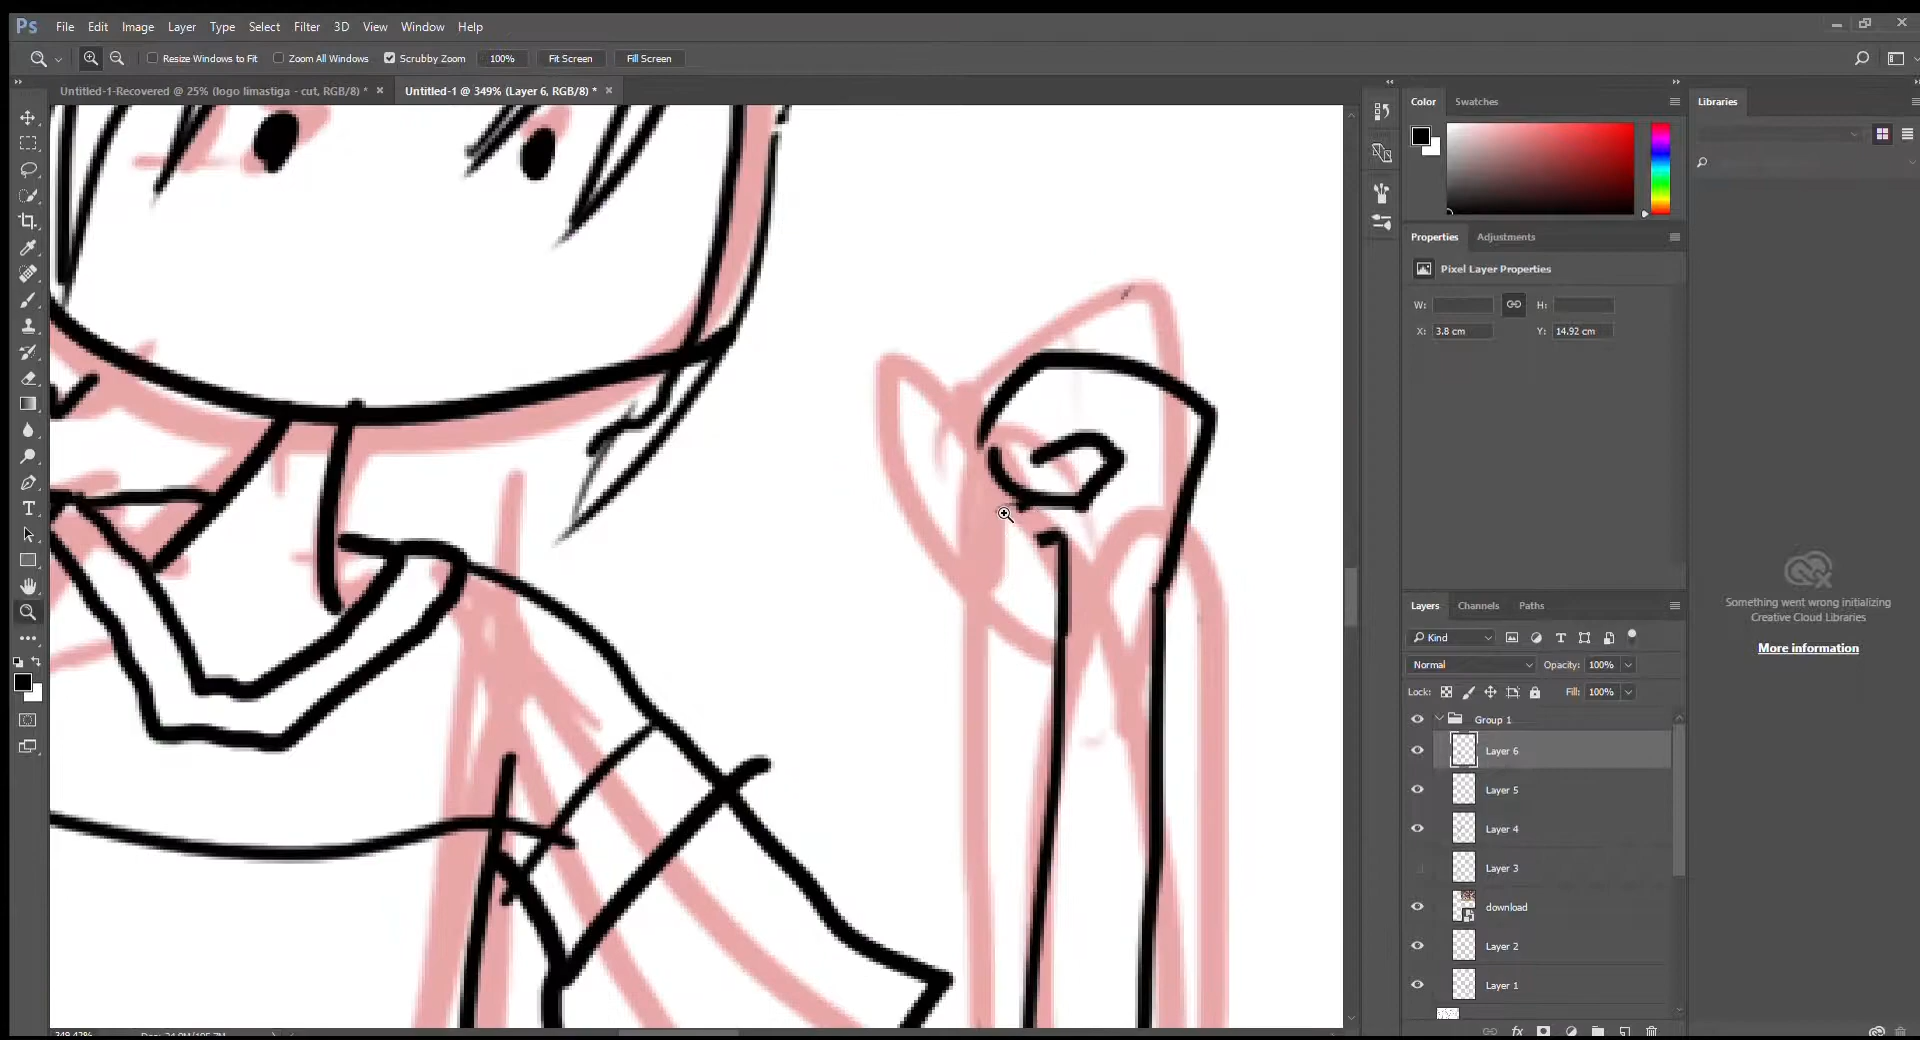 Ps File Edit Image Layer Type Select Filter 3D View Window Help
Resize Windows to Fit Zoom All Windows Scrubby Zoom 100% Fit Screen Fill Screen
Untitled-1-Recovered @ 25% (logo limastiga - cut, RGB/8) * × Untitled-1 @ 349% (Layer 6, RGB/8) * ×
Color Swatches
Libraries
Properties Adjustments
Pixel Layer Properties
W: H:
X: 3.8 cm Y: 14.92 cm
Something went wrong initializing
Creative Cloud Libraries
More information
Layers Channels Paths
Kind
Normal Opacity: 100%
Lock: Fill: 100%
Group 1
Layer 6
Layer 5
Layer 4
Layer 3
download
Layer 2
Layer 1
fx